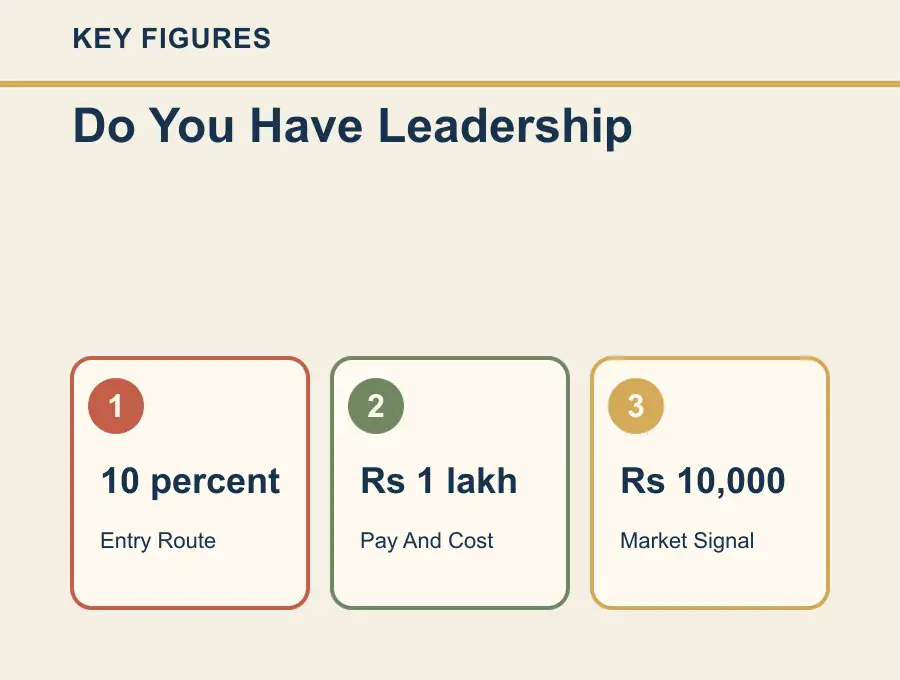 KEY FIGURES
Do You Have Leadership
1
2
3
10 percent
Rs 1 lakh
Rs 10,000
Entry Route
Pay And Cost
Market Signal